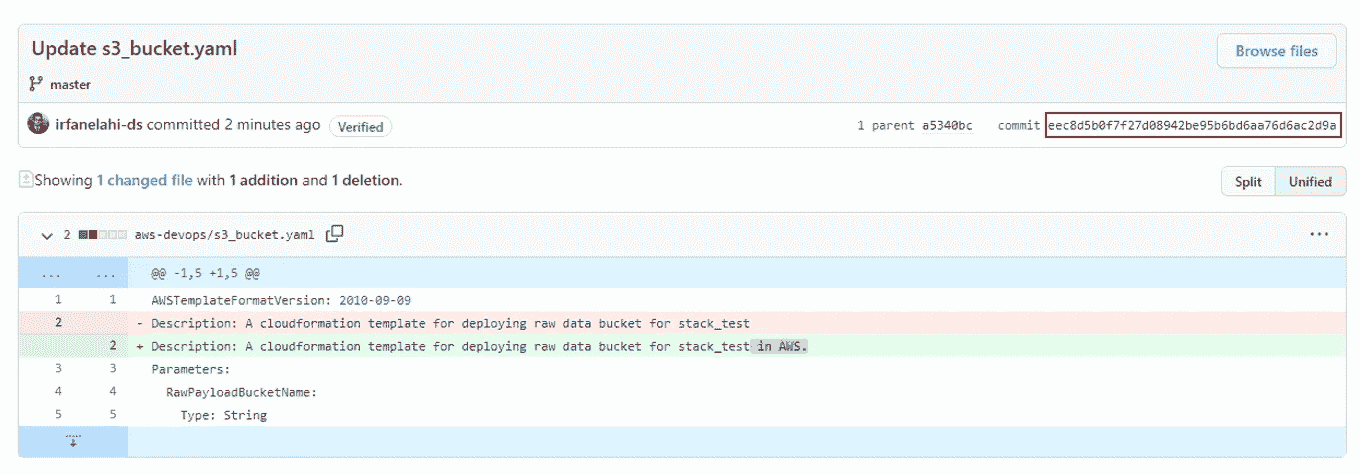 Update s3_bucket.yaml
Browse files
master
irfanelahi-ds committed 2 minutes ago Verified
1 parent a5340bc commit eec8d5b0f7f27d08942be95b6bd6aa76d6ac2d9a
Showing 1 changed file with 1 addition and 1 deletion.
Split Unified
2 aws-devops/s3_bucket.yaml ...
... ... @@ -1,5 +1,5 @@
1 1 AWSTemplateFormatVersion: 2010-09-09
2 - Description: A cloudformation template for deploying raw data bucket for stack_test
2 + Description: A cloudformation template for deploying raw data bucket for stack_test in AWS.
3 3 Parameters:
4 4 RawPayloadBucketName:
5 5 Type: String